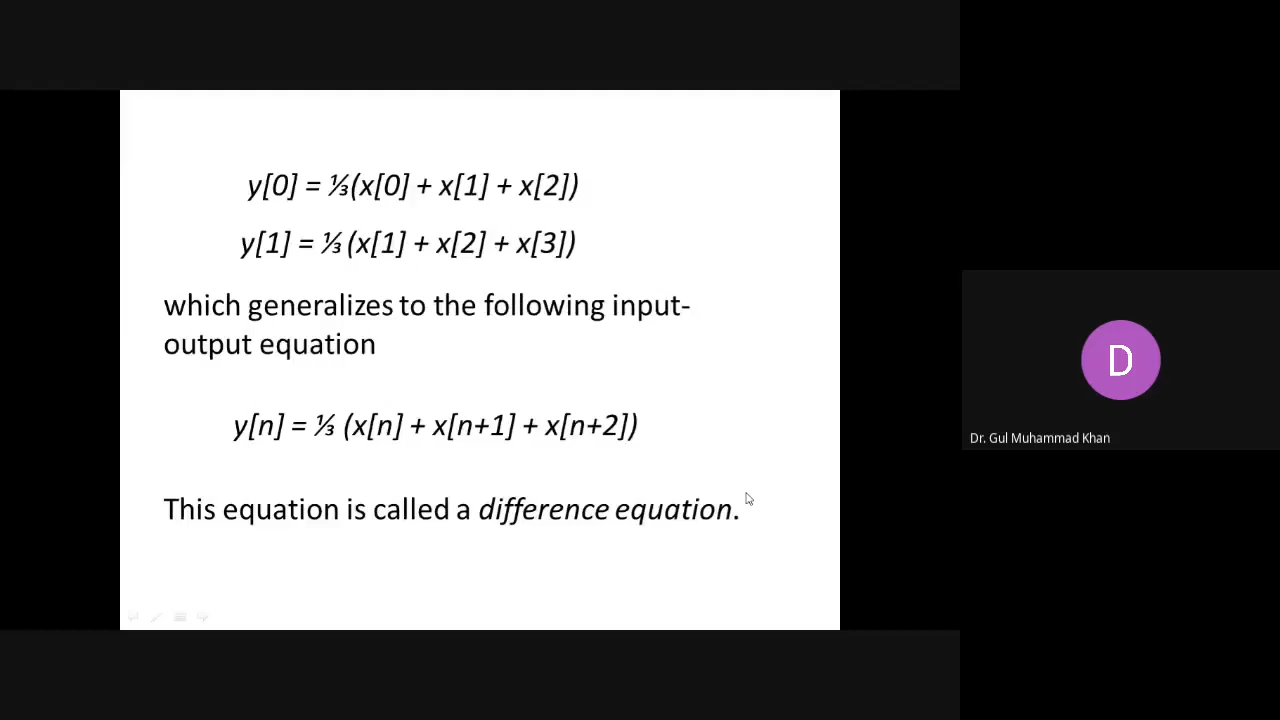 y[0] = ⅓(x[0] + x[1] + x[2])
y[1] = ⅓ (x[1] + x[2] + x[3])
which generalizes to the following input-
output equation
y[n] = ⅓ (x[n] + x[n+1] + x[n+2])
This equation is called a difference equation.
D
Dr. Gul Muhammad Khan